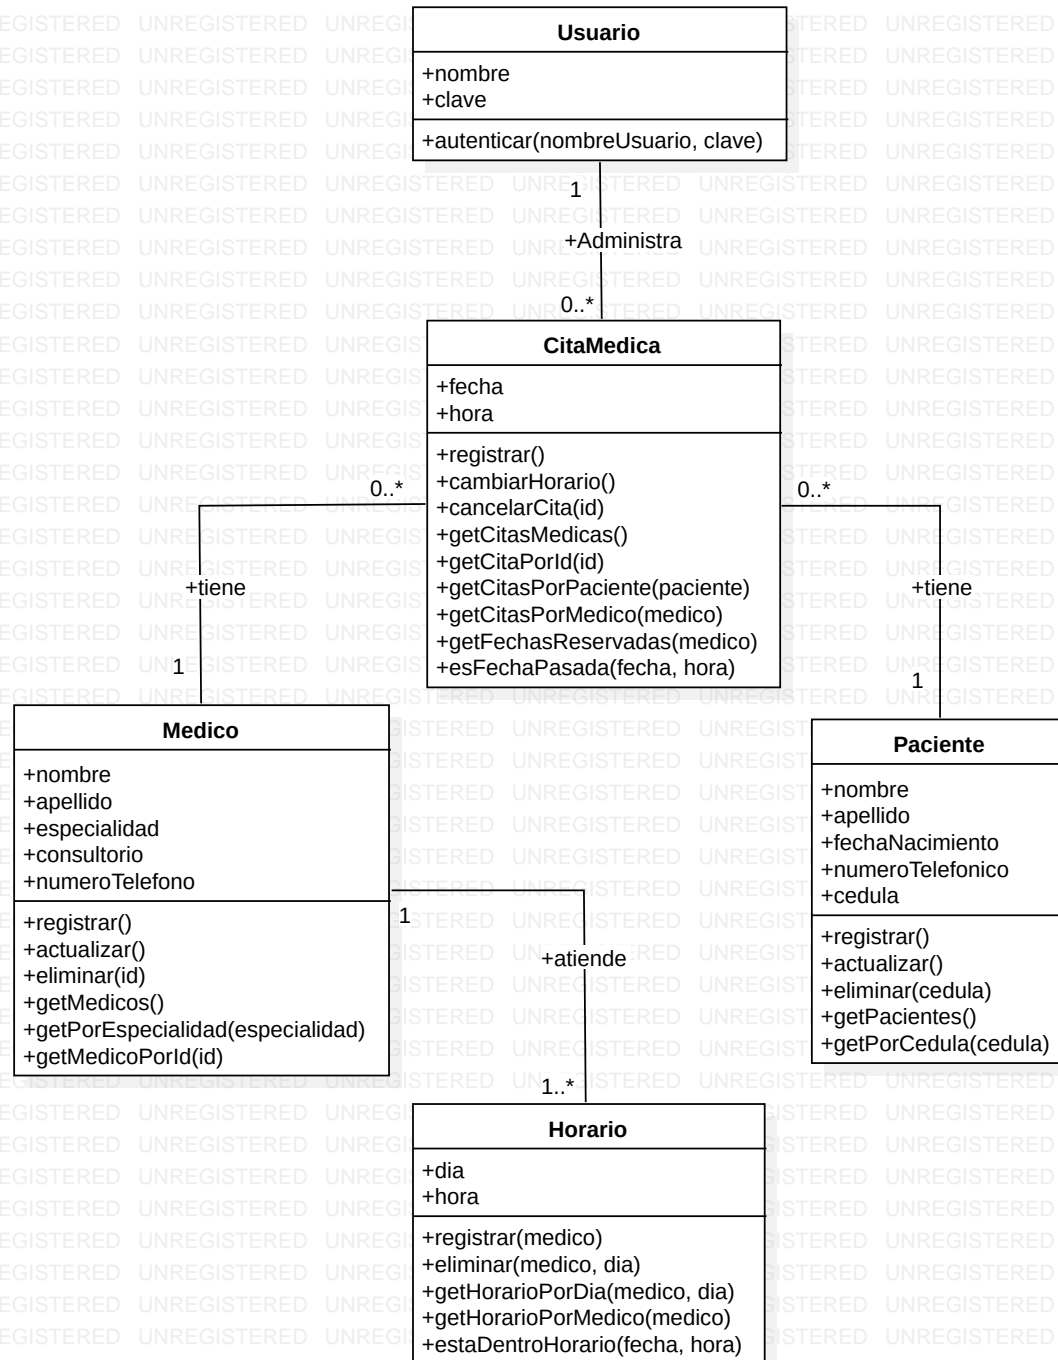 Usuario
+nombre
+clave
+autenticar(nombreUsuario, clave)
1
+Administra
0..*
CitaMedica
+fecha
+hora
+registrar()
+cambiarHorario()
+cancelarCita(id)
+getCitasMedicas()
+getCitaPorId(id)
+getCitasPorPaciente(paciente)
+getCitasPorMedico(medico)
+getFechasReservadas(medico)
+esFechaPasada(fecha, hora)
0..*
+tiene
1
0..*
+tiene
1
Medico
+nombre
+apellido
+especialidad
+consultorio
+numeroTelefono
+registrar()
+actualizar()
+eliminar(id)
+getMedicos()
+getPorEspecialidad(especialidad)
+getMedicoPorId(id)
Paciente
+nombre
+apellido
+fechaNacimiento
+numeroTelefonico
+cedula
+registrar()
+actualizar()
+eliminar(cedula)
+getPacientes()
+getPorCedula(cedula)
1
+atiende
1..*
Horario
+dia
+hora
+registrar(medico)
+eliminar(medico, dia)
+getHorarioPorDia(medico, dia)
+getHorarioPorMedico(medico)
+estaDentroHorario(fecha, hora)
UNREGISTERED